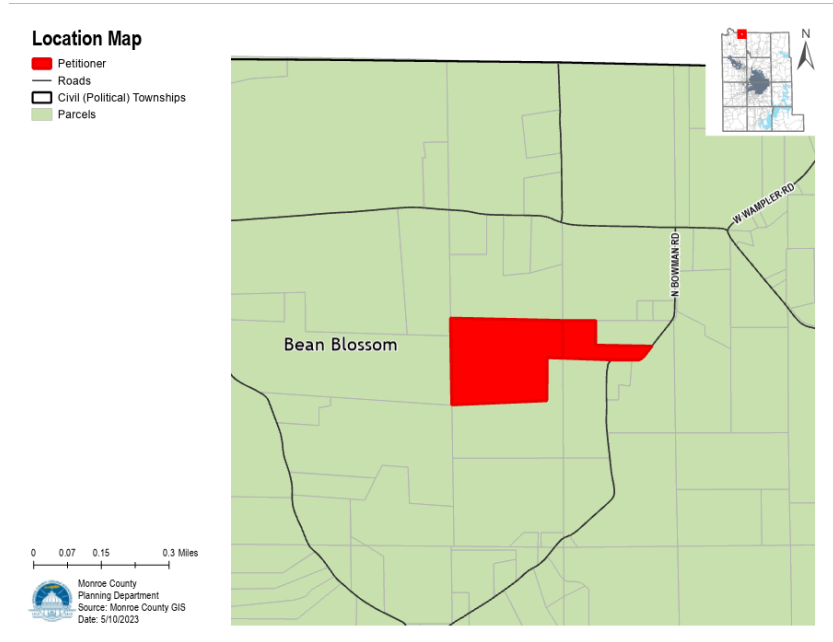 Location Map
Petitioner
Roads
Civil (Political) Townships
Parcels
N
W WAMPLER RD
N BOWMAN RD
Bean Blossom
0 0.07 0.15 0.3 Miles
Monroe County
Planning Department
Source: Monroe County GIS
Date: 5/10/2023